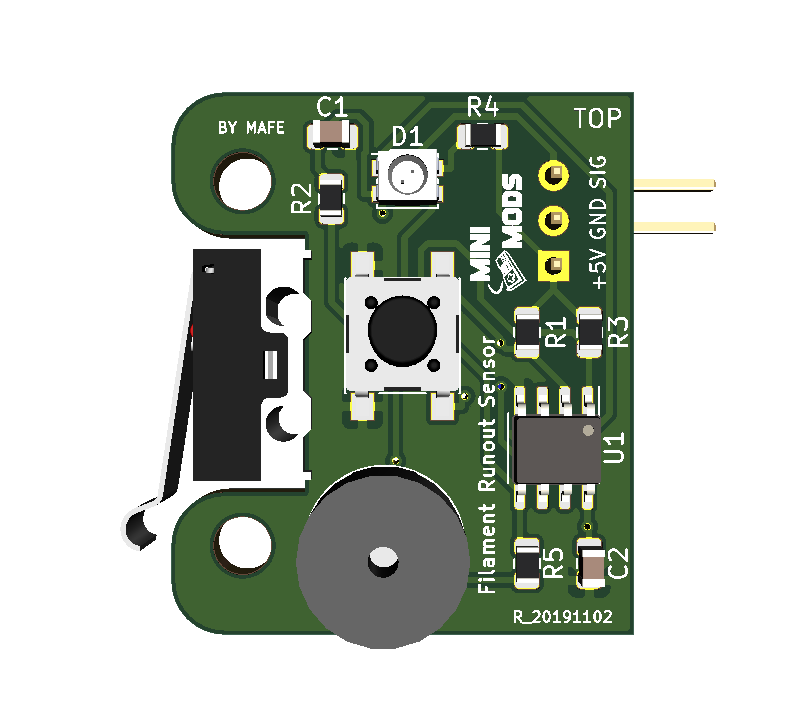 C1
R4
TOP
BY MAFE
D1
R2
SIG
GND
+5V
MINI
MODS
R1
R3
Filament Runout Sensor
U1
R5
C2
R_20191102